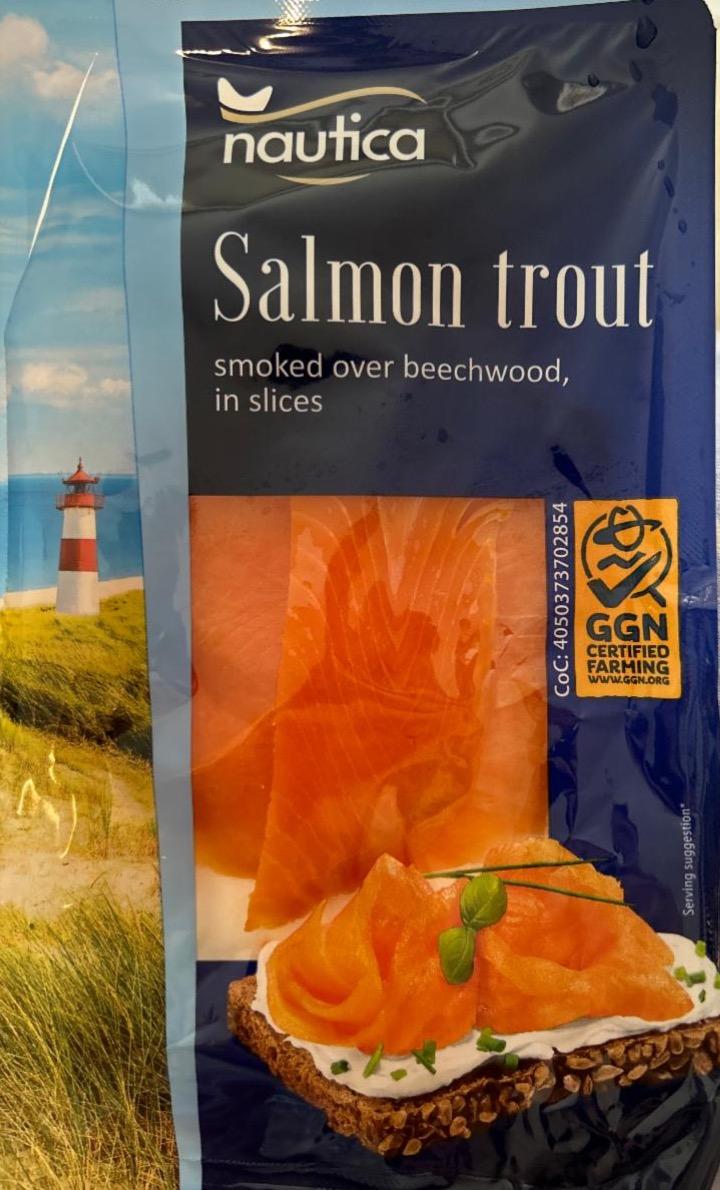 nautica
Salmon trout
smoked over beechwood,
in slices
CoC: 4050373702854
GGN
CERTIFIED
FARMING
WWW.GGN.ORG
Serving suggestion*